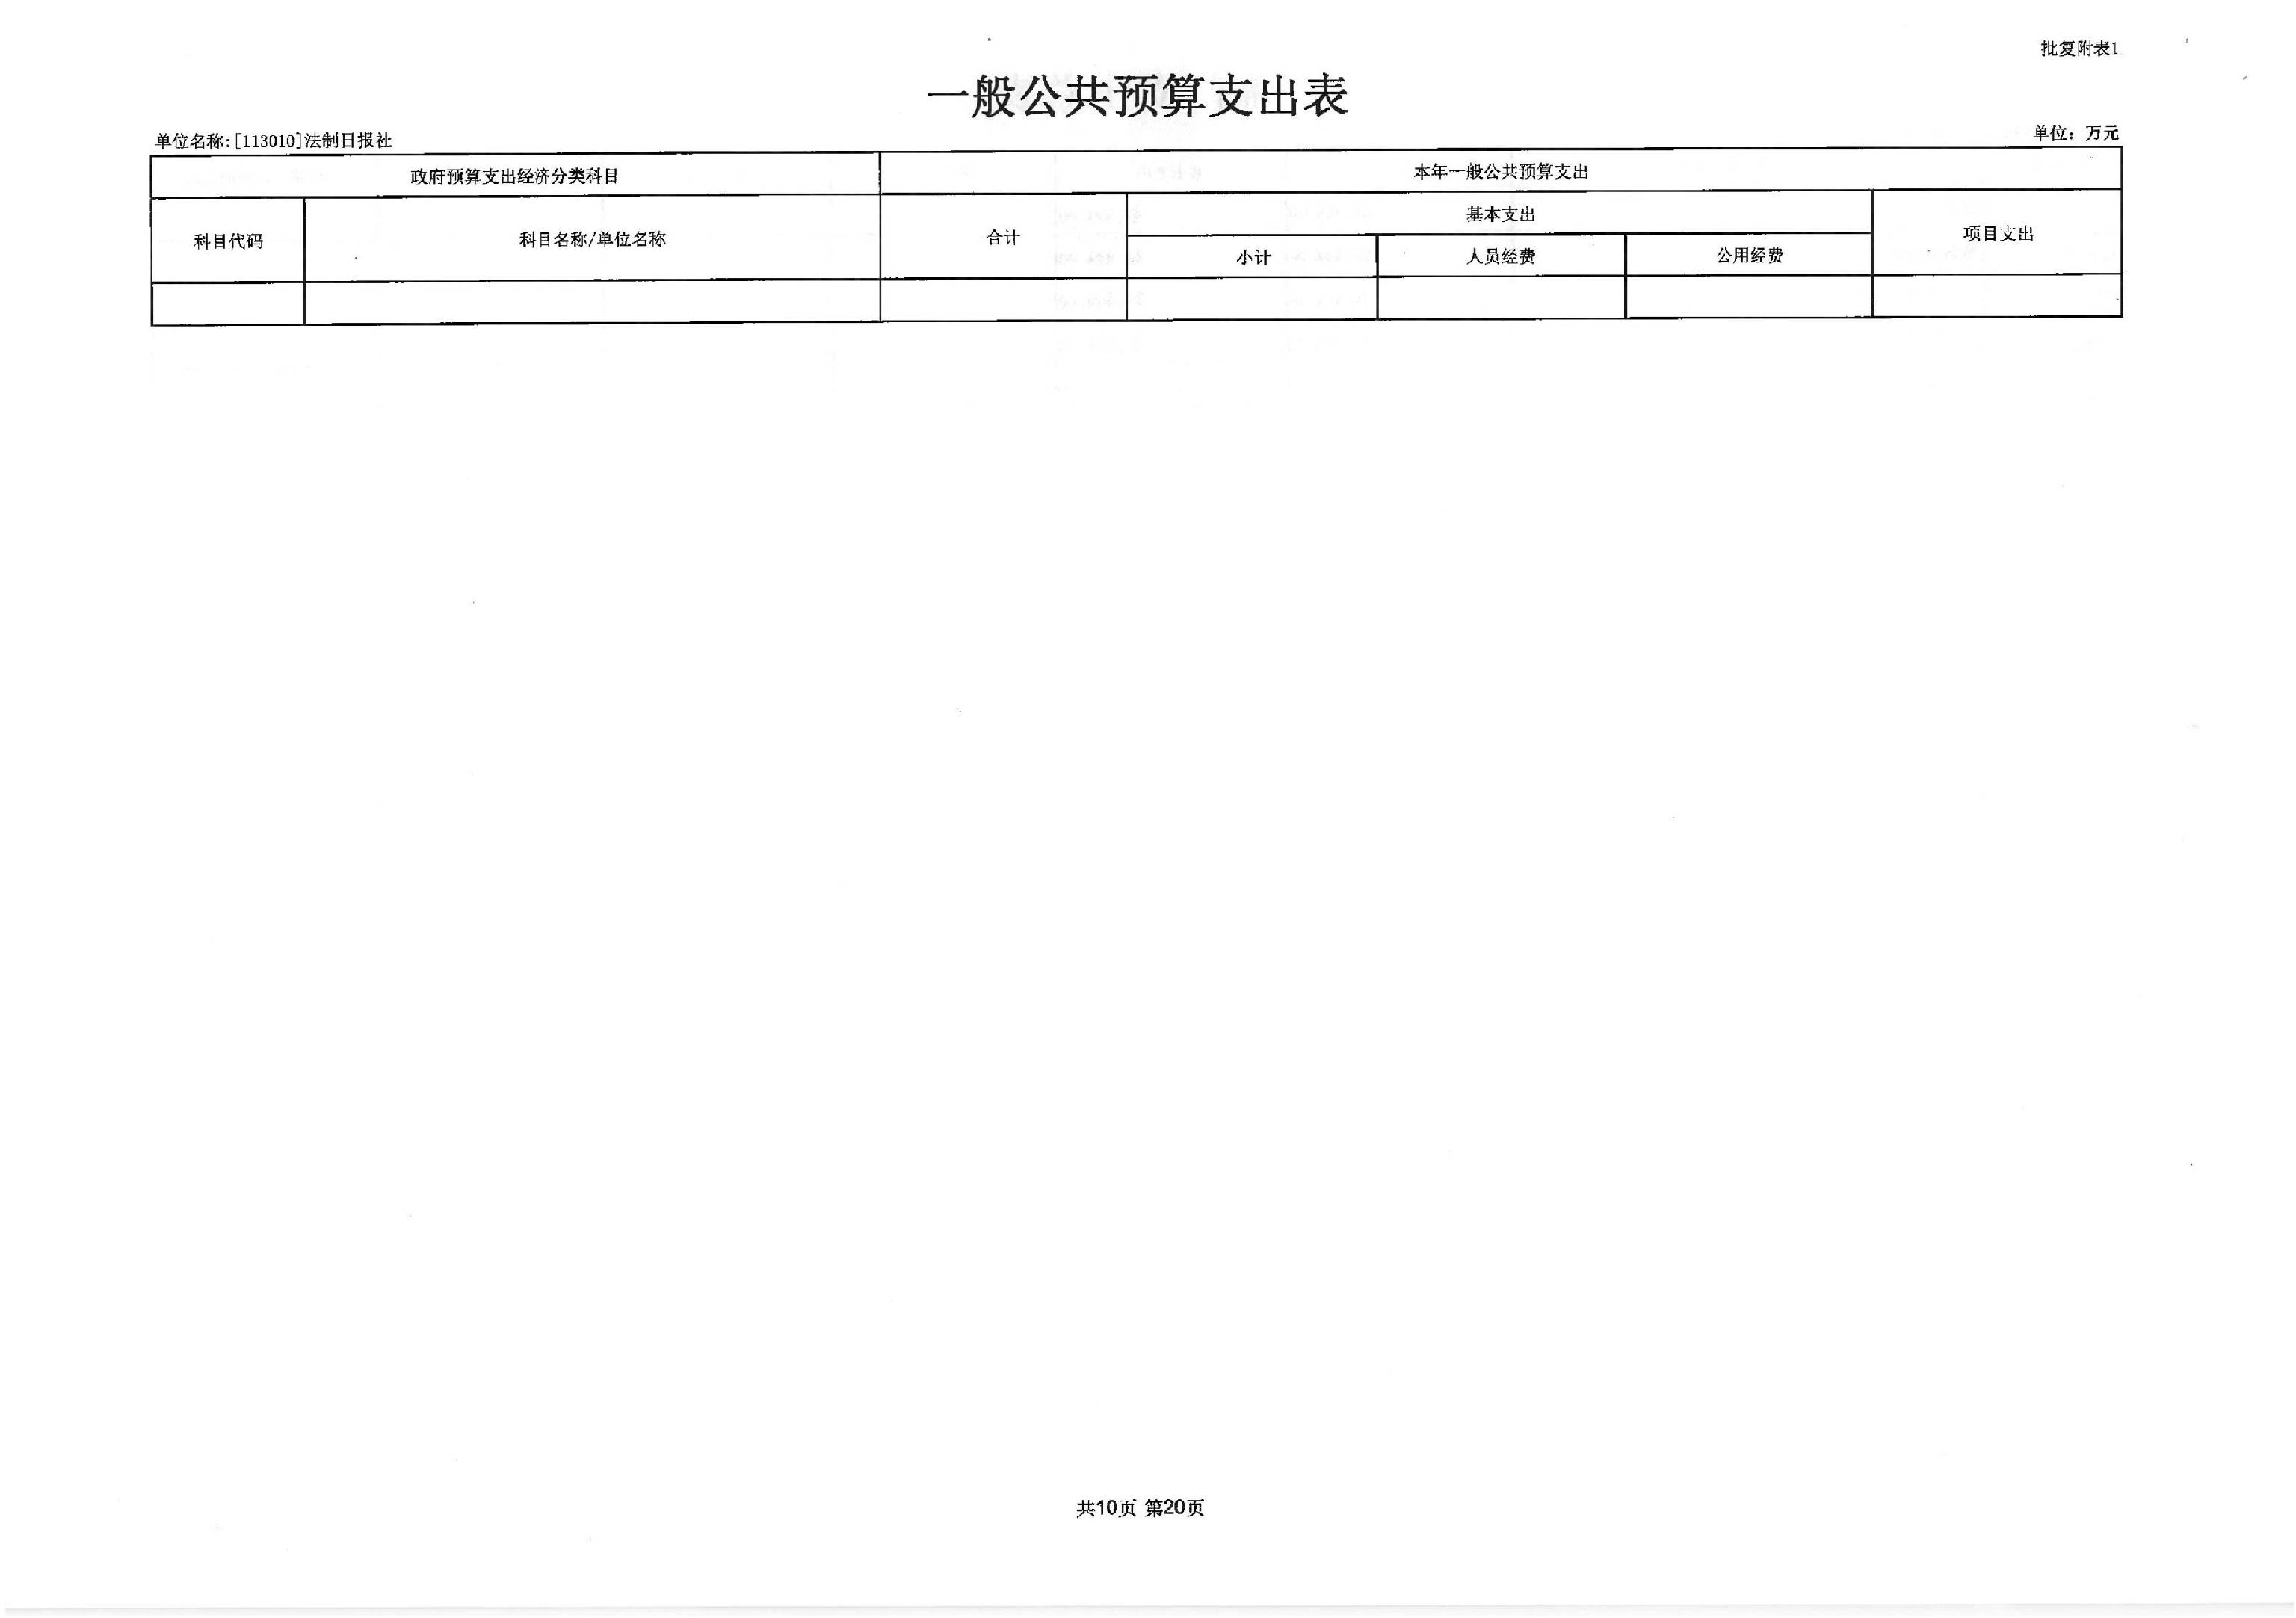 批复附表1
一般公共预算支出表
单位名称:[113010]法制日报社
单位：万元
政府预算支出经济分类科目
本年一般公共预算支出
科目代码
科目名称/单位名称
合计
基本支出
项目支出
小计
人员经费
公用经费
共10页 第20页